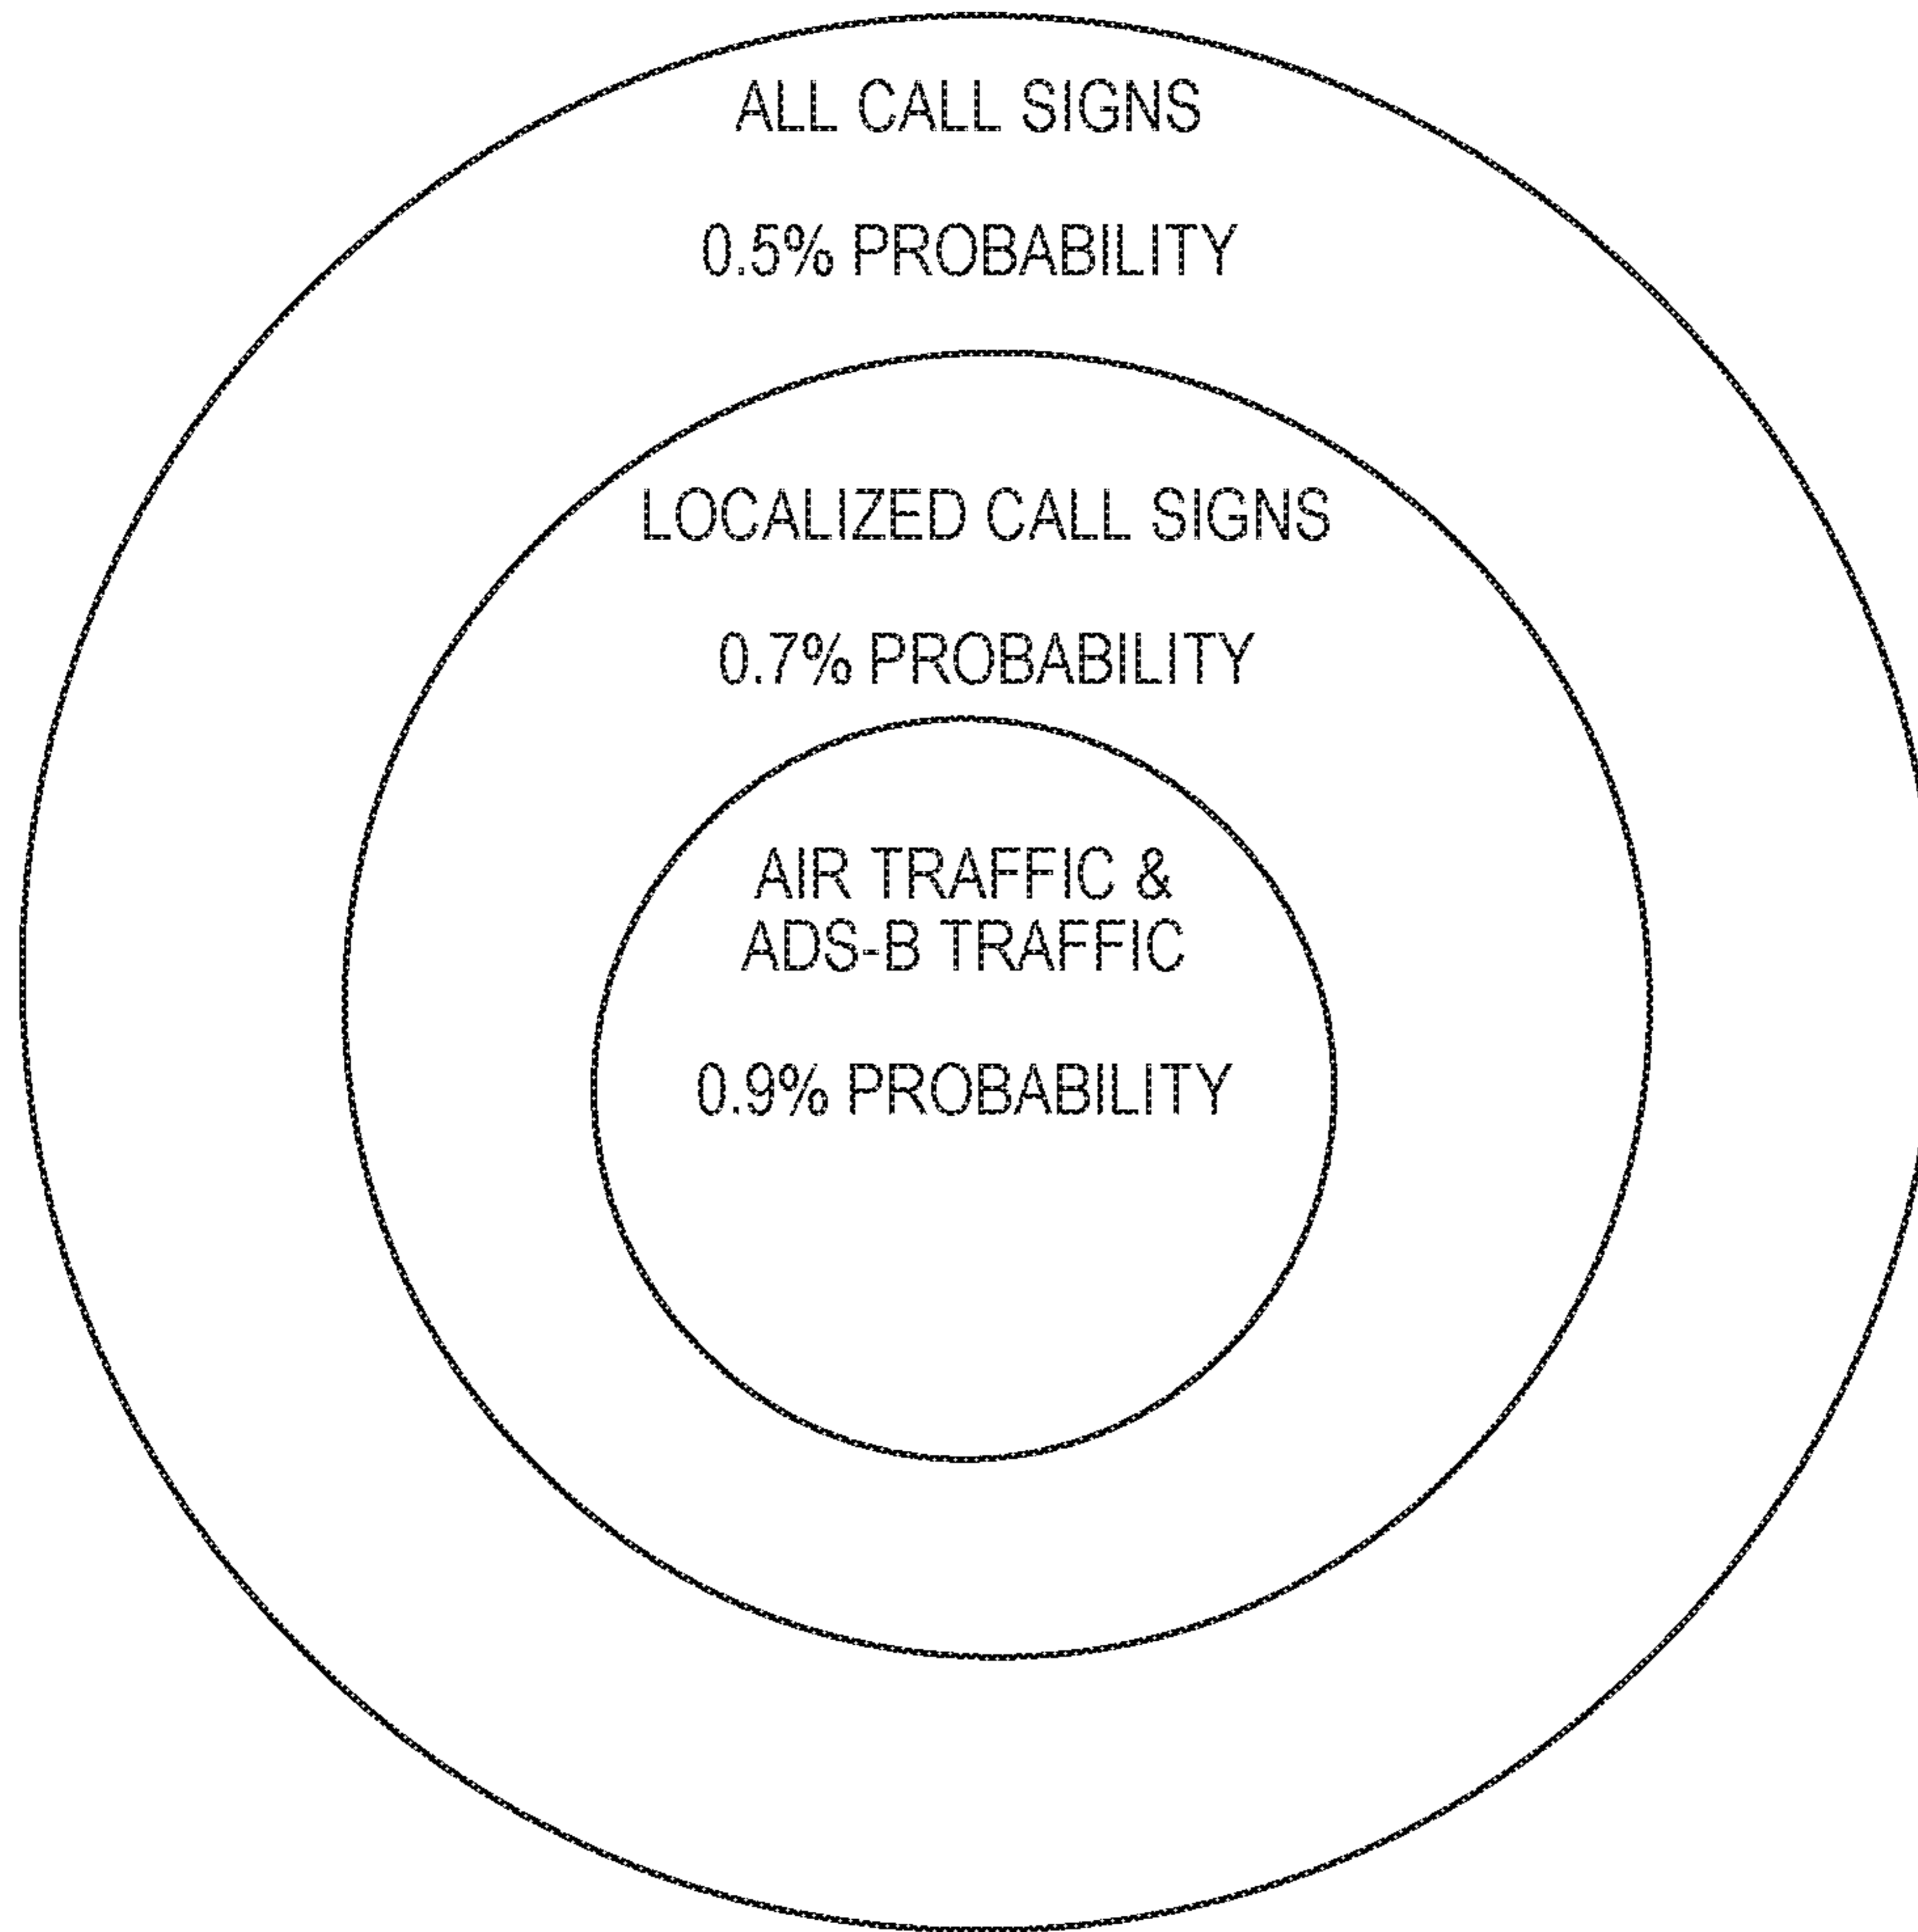 ALL CALL SIGNS
0.5% PROBABILITY
LOCALIZED CALL SIGNS
0.7% PROBABILITY
AIR TRAFFIC &
ADS-B TRAFFIC
0.9% PROBABILITY